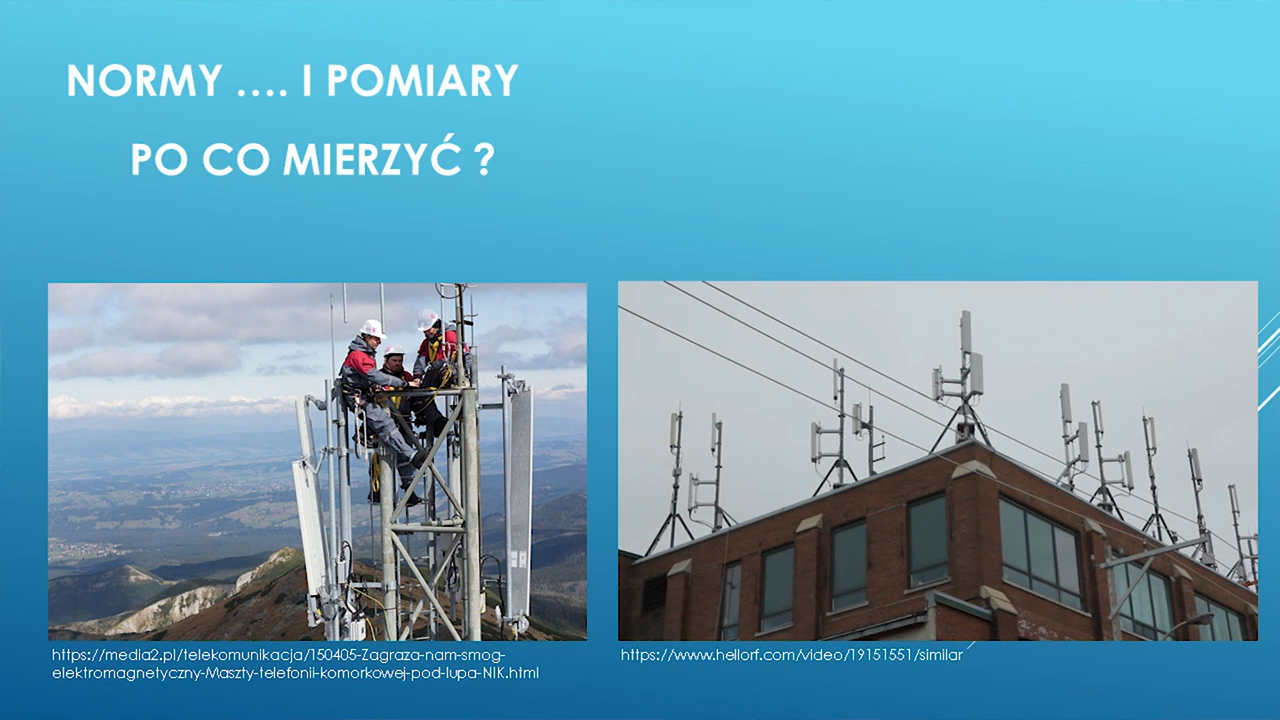 NORMY .... I POMIARY
PO CO MIERZYĆ ?
https://media2.pl/telekomunikacja/150405-Zagraza-nam-smog-
elektromagnetyczny-Maszty-telefonii-komorkowej-pod-lupa-NIK.html
https://www.hellorf.com/video/19151551/similar